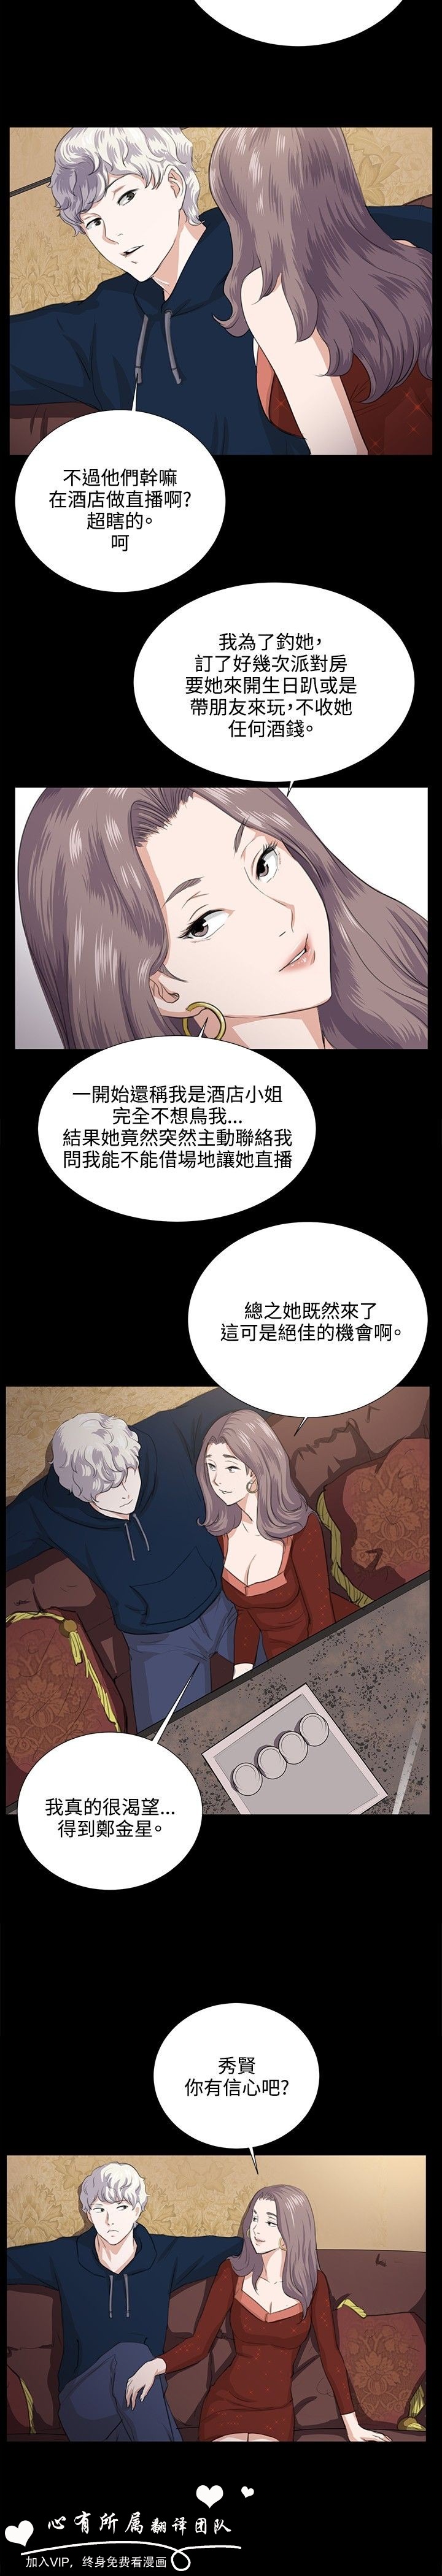 不過他們幹嘛
在酒店做直播啊?
超瞎的。
呵
我為了釣她,
訂了好幾次派對房
要她來開生日趴或是
帶朋友來玩,不收她
任何酒錢。
一開始還稱我是酒店小姐
完全不想鳥我...
結果她竟然突然主動聯絡我
問我能不能借場地讓她直播
總之她既然來了
這可是絕佳的機會啊。
我真的很渴望...
得到鄭金星。
秀賢
你有信心吧?
心有所属翻译团队
加入VIP，终身免费看漫画